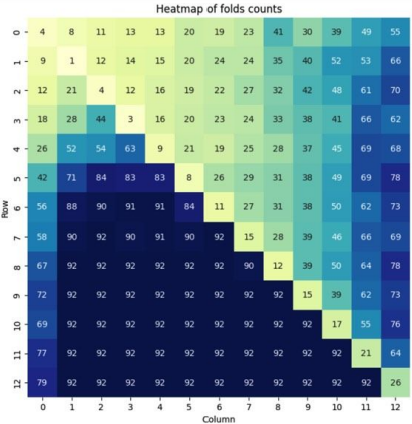 Heatmap of folds counts
0 4 8 11 13 13 20 19 23 41 30 39 49 55
1 9 1 12 14 15 20 24 24 35 40 52 53 66
2 12 21 4 12 16 19 22 27 32 42 48 61 70
3 18 28 44 3 16 20 23 24 33 38 41 66 62
4 26 52 54 63 9 21 19 25 28 37 45 69 68
5 42 71 84 83 83 8 26 29 31 38 49 69 78
6 56 88 90 91 91 84 11 27 31 38 50 62 73
7 58 90 92 90 91 90 92 15 28 39 46 66 69
8 67 92 92 92 92 92 92 90 12 39 50 64 78
9 72 92 92 92 92 92 92 92 92 15 39 62 73
10 69 92 92 92 92 92 92 92 92 92 17 55 76
11 77 92 92 92 92 92 92 92 92 92 92 21 64
12 79 92 92 92 92 92 92 92 92 92 92 92 26
0 1 2 3 4 5 6 7 8 9 10 11 12
Row
Column